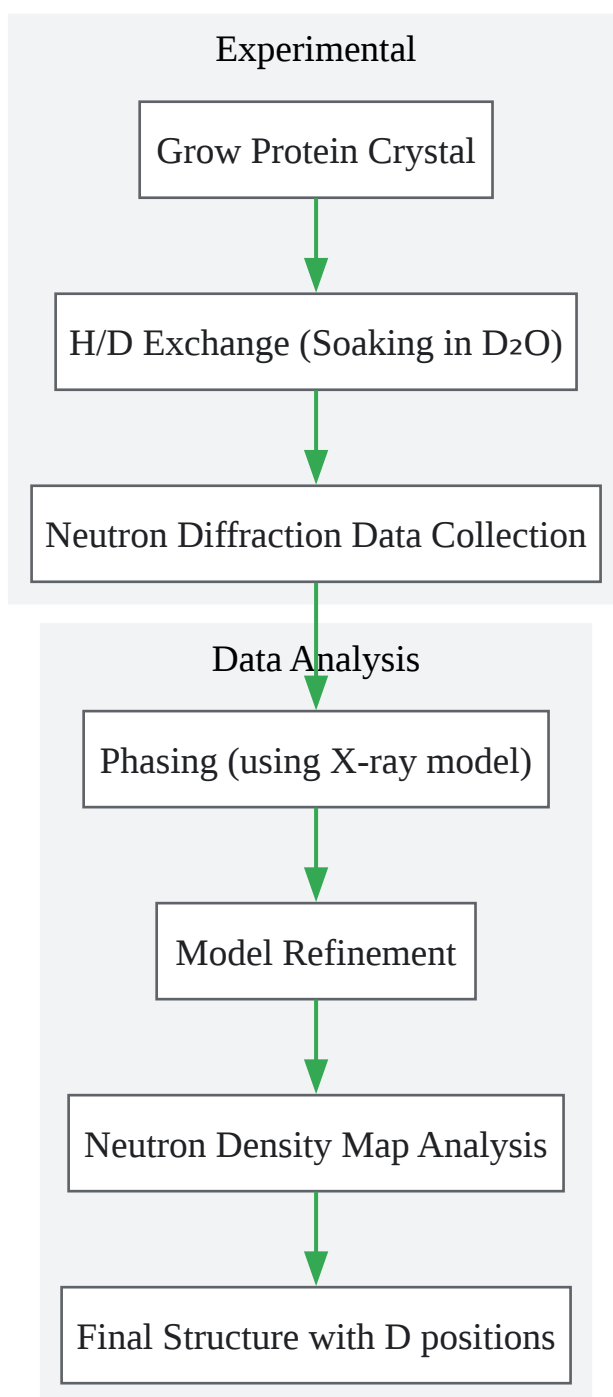 Experimental
Grow Protein Crystal
H/D Exchange (Soaking in D₂O)
Neutron Diffraction Data Collection
Data Analysis
Phasing (using X-ray model)
Model Refinement
Neutron Density Map Analysis
Final Structure with D positions